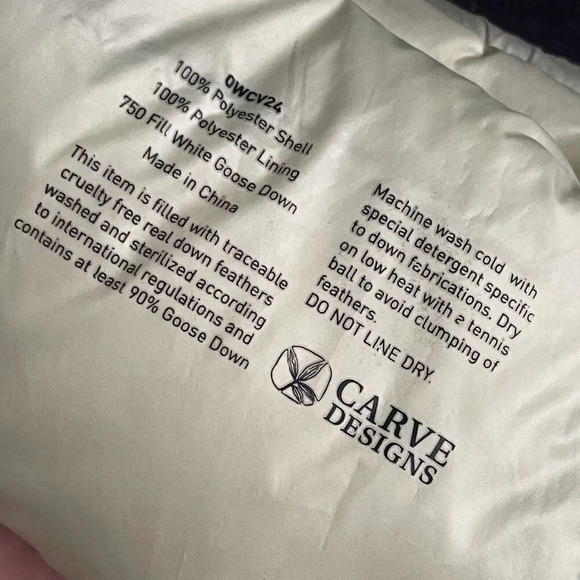 OWCV24
100% Polyester Shell
100% Polyester Lining
750 Fill White Goose Down
Made in China
This item is filled with traceable
cruelty free real down feathers
washed and sterilized according
to international regulations and
contains at least 90% Goose Down
Machine wash cold with
special detergent specific
to down fabrications. Dry
on low heat with a tennis
ball to avoid clumping of
feathers.
DO NOT LINE DRY.
CARVE
DESIGNS